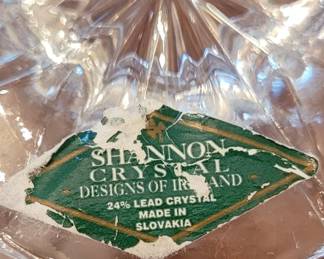 SHANNON
CRYSTAL
DESIGNS OF IRELAND
24% LEAD CRYSTAL
MADE IN
SLOVAKIA